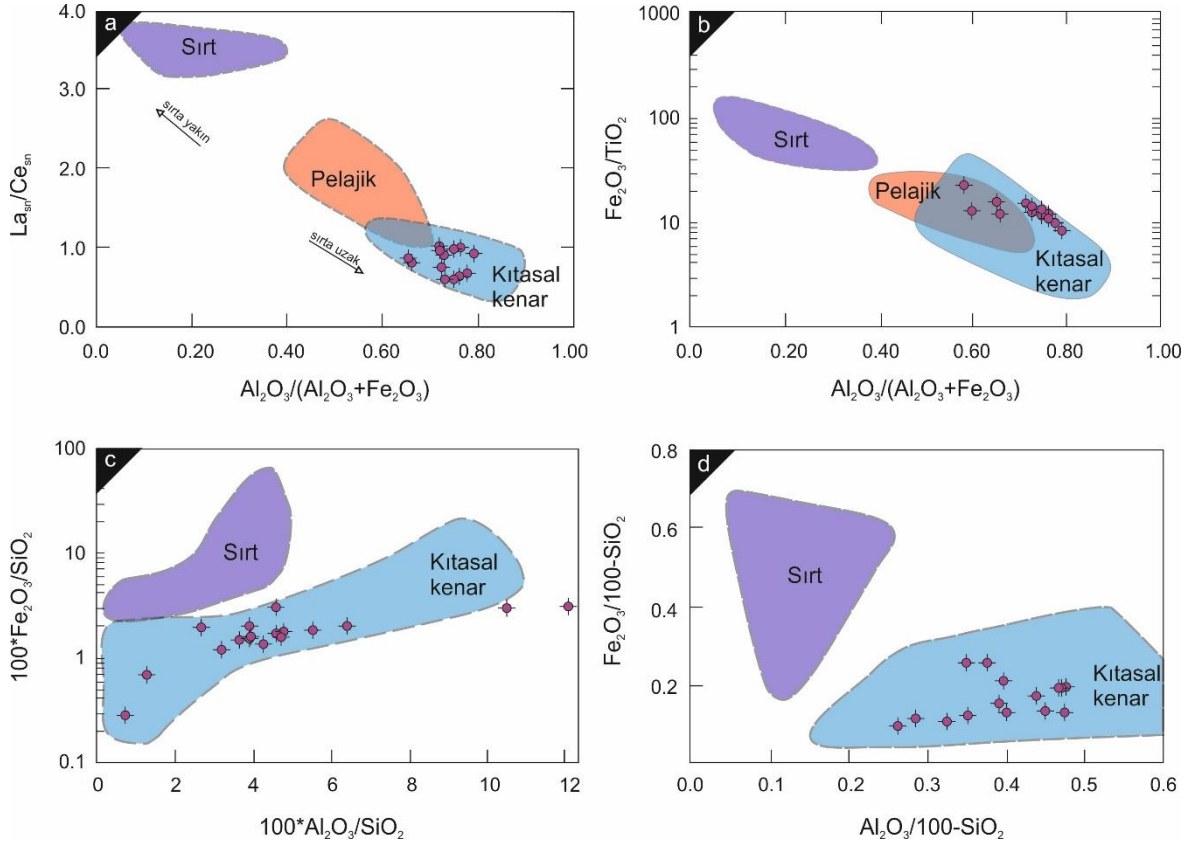 a
4.0
3.0
2.0
1.0
0.0
La_sn/Ce_sn
Sırt
sırta yakın
Pelajik
sırta uzak
Kıtasal
kenar
0.0
0.20
0.40
0.60
0.80
1.00
Al₂O₃/(Al₂O₃+Fe₂O₃)
b
1000
100
10
1
Fe₂O₃/TiO₂
Sırt
Pelajik
Kıtasal
kenar
0.0
0.20
0.40
0.60
0.80
1.00
Al₂O₃/(Al₂O₃+Fe₂O₃)
c
100
10
1
0.1
100*Fe₂O₃/SiO₂
Sırt
Kıtasal
kenar
0
2
4
6
8
10
12
100*Al₂O₃/SiO₂
d
0.8
0.6
0.4
0.2
0.0
Fe₂O₃/100-SiO₂
Sırt
Kıtasal
kenar
0.1
0.2
0.3
0.4
0.5
0.6
Al₂O₃/100-SiO₂